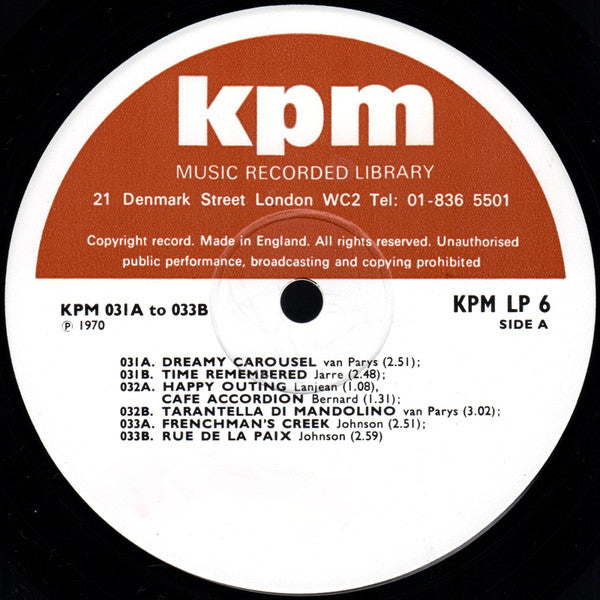 kpm
MUSIC RECORDED LIBRARY
21 Denmark Street London WC2 Tel: 01-836 5501
Copyright record. Made in England. All rights reserved. Unauthorised
public performance, broadcasting and copying prohibited
KPM 031A to 033B
KPM LP 6
℗ 1970
SIDE A
031A. DREAMY CAROUSEL van Parys (2.51);
031B. TIME REMEMBERED Jarre (2.48);
032A. HAPPY OUTING Lanjean (1.08),
CAFE ACCORDION Bernard (1.31);
032B. TARANTELLA DI MANDOLINO van Parys (3.02);
033A. FRENCHMAN'S CREEK Johnson (2.51);
033B. RUE DE LA PAIX Johnson (2.59)